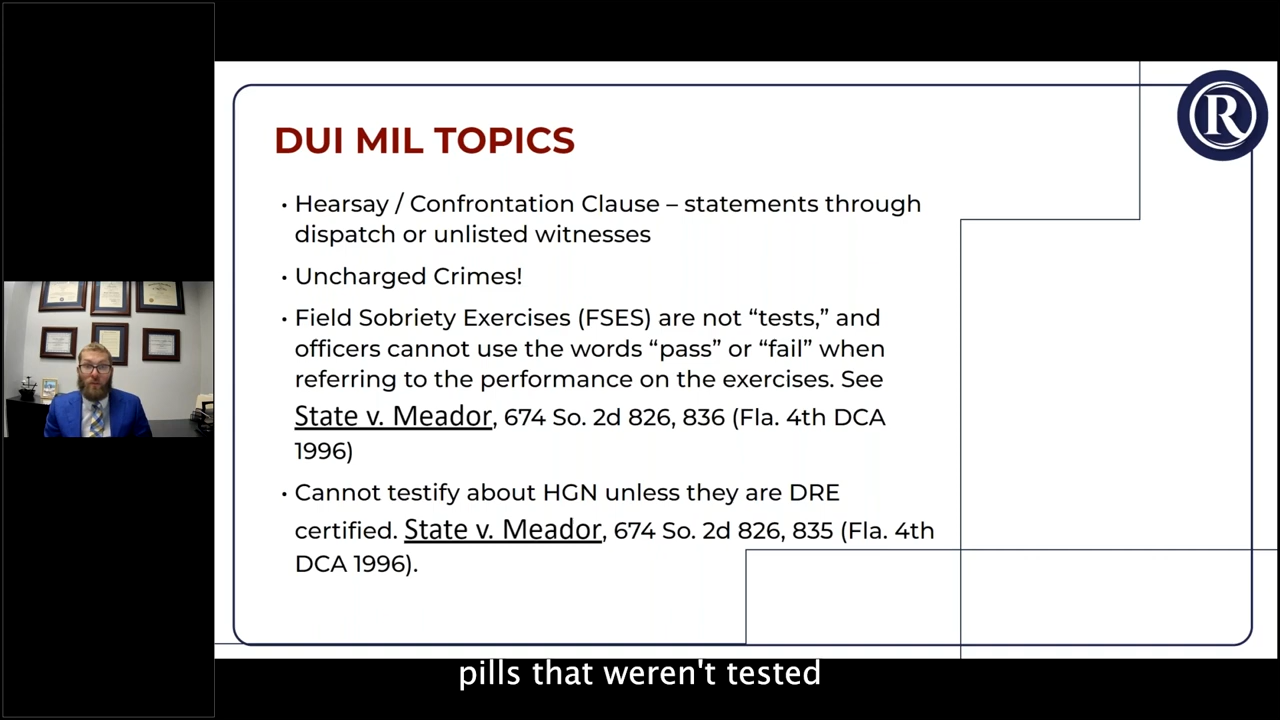 DUI MIL TOPICS
• Hearsay / Confrontation Clause – statements through
dispatch or unlisted witnesses
• Uncharged Crimes!
• Field Sobriety Exercises (FSES) are not “tests,” and
officers cannot use the words “pass” or “fail” when
referring to the performance on the exercises. See
State v. Meador, 674 So. 2d 826, 836 (Fla. 4th DCA
1996)
• Cannot testify about HGN unless they are DRE
certified. State v. Meador, 674 So. 2d 826, 835 (Fla. 4th
DCA 1996).
R
pills that weren't tested